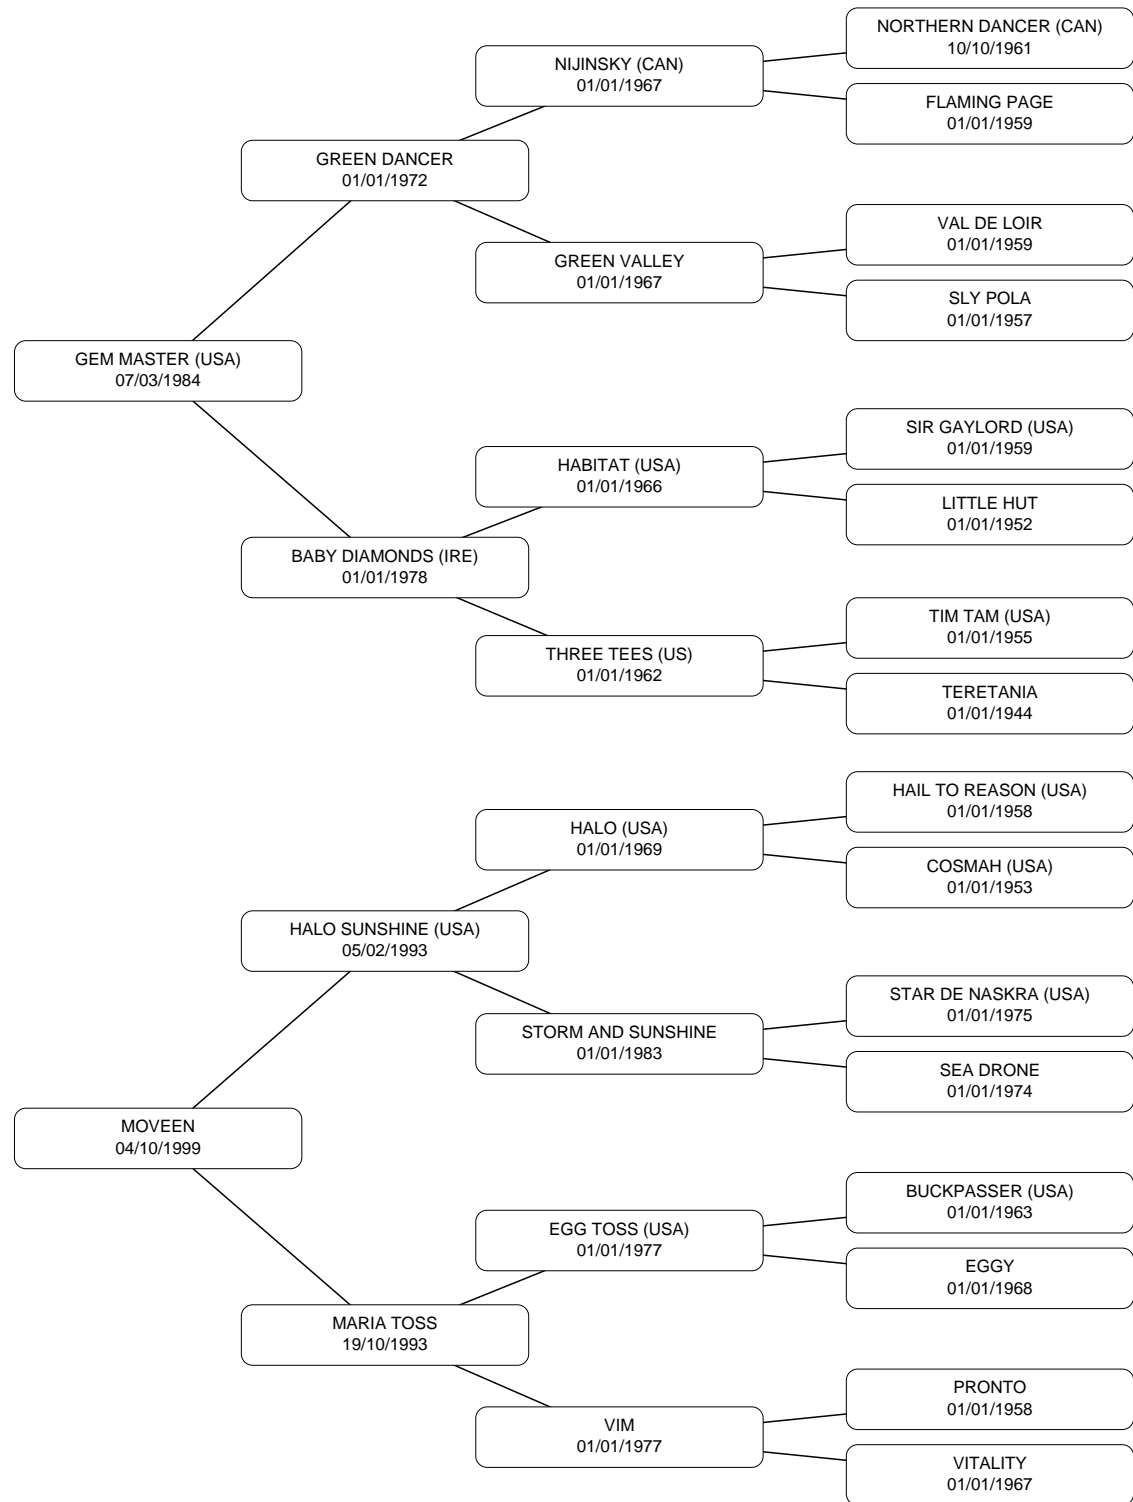 NORTHERN DANCER (CAN)
10/10/1961
NIJINSKY (CAN)
01/01/1967
FLAMING PAGE
01/01/1959
GREEN DANCER
01/01/1972
VAL DE LOIR
01/01/1959
GREEN VALLEY
01/01/1967
SLY POLA
01/01/1957
GEM MASTER (USA)
07/03/1984
SIR GAYLORD (USA)
01/01/1959
HABITAT (USA)
01/01/1966
LITTLE HUT
01/01/1952
BABY DIAMONDS (IRE)
01/01/1978
TIM TAM (USA)
01/01/1955
THREE TEES (US)
01/01/1962
TERETANIA
01/01/1944
HAIL TO REASON (USA)
01/01/1958
HALO (USA)
01/01/1969
COSMAH (USA)
01/01/1953
HALO SUNSHINE (USA)
05/02/1993
STAR DE NASKRA (USA)
01/01/1975
STORM AND SUNSHINE
01/01/1983
SEA DRONE
01/01/1974
MOVEEN
04/10/1999
BUCKPASSER (USA)
01/01/1963
EGG TOSS (USA)
01/01/1977
EGGY
01/01/1968
MARIA TOSS
19/10/1993
PRONTO
01/01/1958
VIM
01/01/1977
VITALITY
01/01/1967